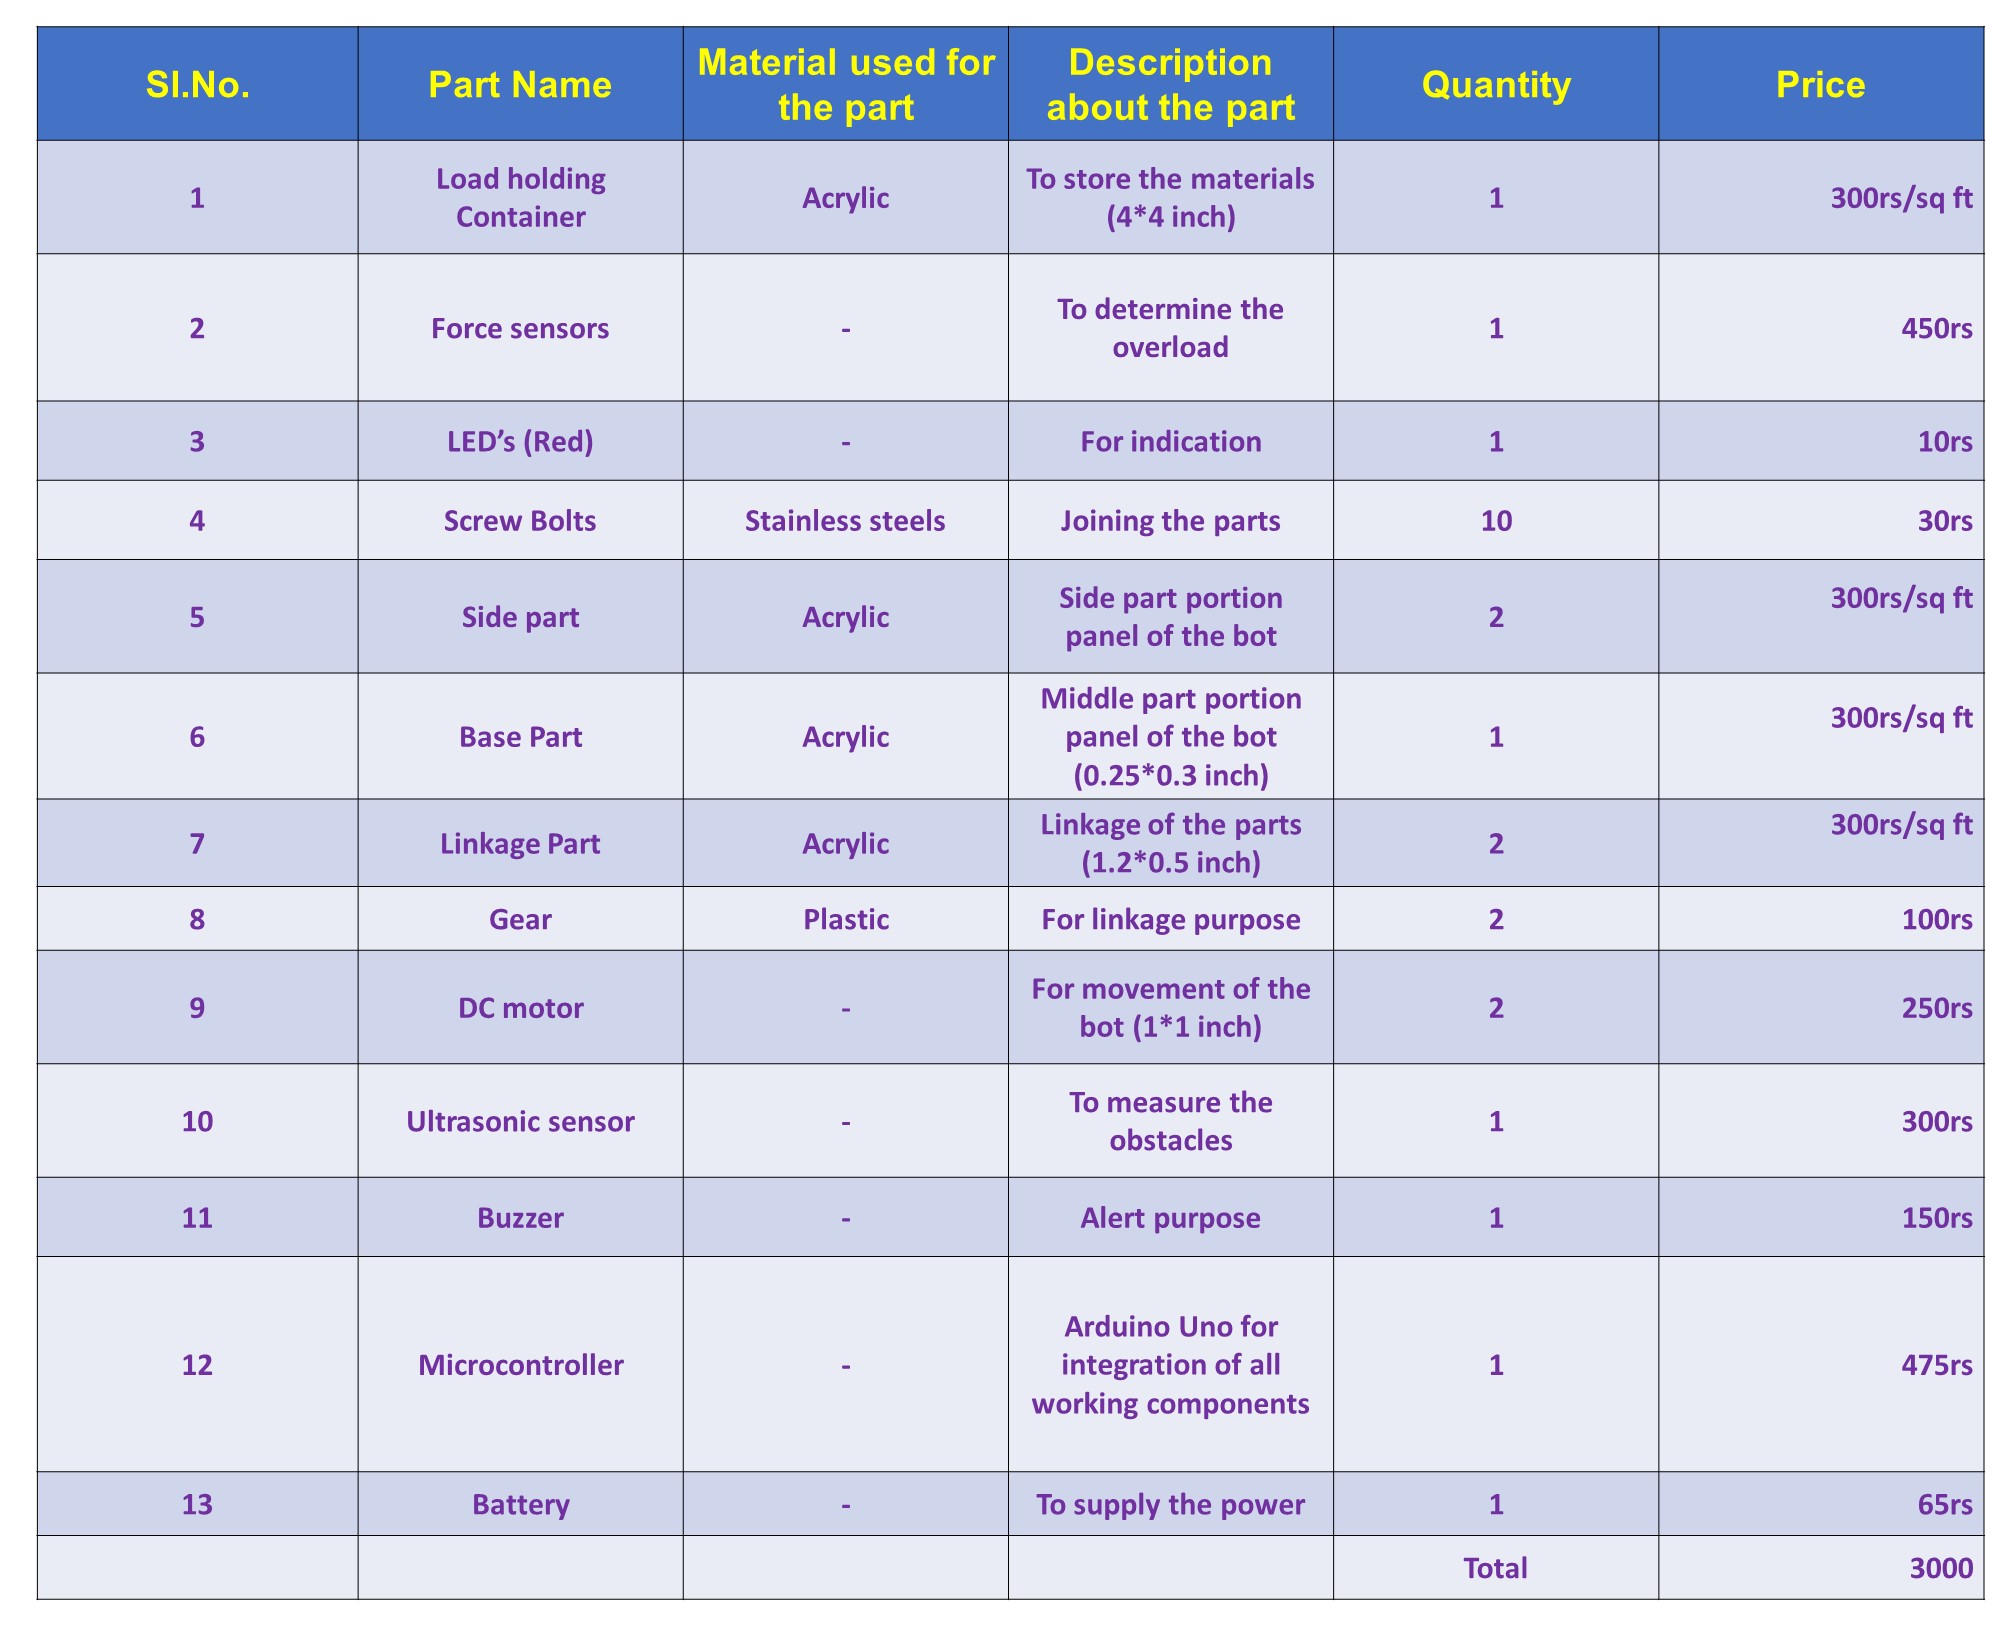 Sl.No. Part Name Material used for the part Description about the part Quantity Price
1 Load holding Container Acrylic To store the materials (4*4 inch) 1 300rs/sq ft
2 Force sensors - To determine the overload 1 450rs
3 LED’s (Red) - For indication 1 10rs
4 Screw Bolts Stainless steels Joining the parts 10 30rs
5 Side part Acrylic Side part portion panel of the bot 2 300rs/sq ft
6 Base Part Acrylic Middle part portion panel of the bot (0.25*0.3 inch) 1 300rs/sq ft
7 Linkage Part Acrylic Linkage of the parts (1.2*0.5 inch) 2 300rs/sq ft
8 Gear Plastic For linkage purpose 2 100rs
9 DC motor - For movement of the bot (1*1 inch) 2 250rs
10 Ultrasonic sensor - To measure the obstacles 1 300rs
11 Buzzer - Alert purpose 1 150rs
12 Microcontroller - Arduino Uno for integration of all working components 1 475rs
13 Battery - To supply the power 1 65rs
Total 3000